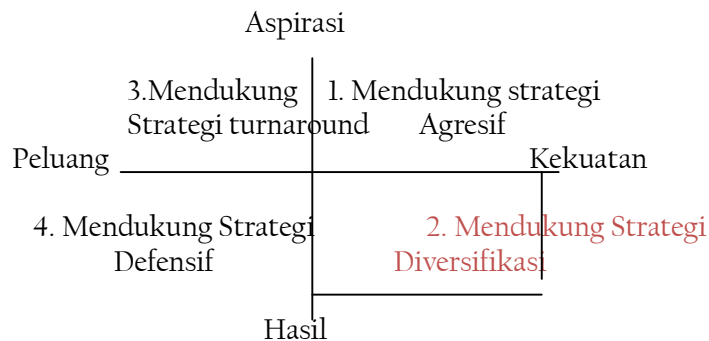 Aspirasi
3.Mendukung
Strategi turnaround
1. Mendukung strategi
Agresif
Peluang
Kekuatan
4. Mendukung Strategi
Defensif
2. Mendukung Strategi
Diversifikasi
Hasil